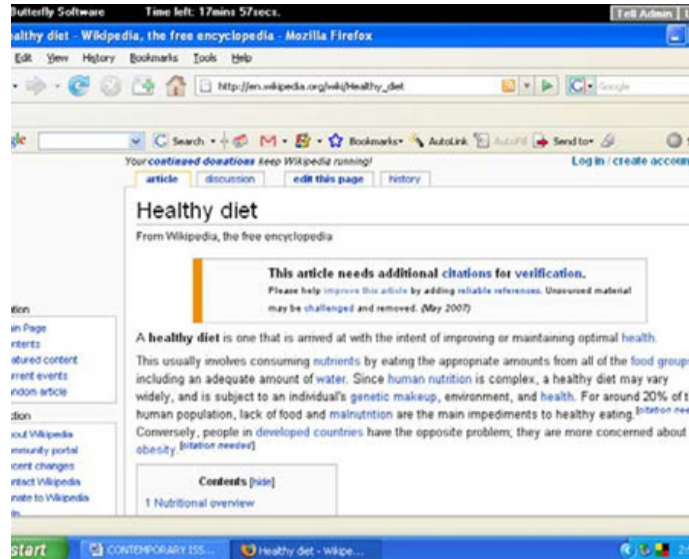 Butterfly Software Time left: 17mins 57secs. Tell Admin
althy diet - Wikipedia, the free encyclopedia - Mozilla Firefox
Edit View History Bookmarks Tools Help
http://en.wikipedia.org/wiki/Healthy_diet Google
gle Search Bookmarks AutoLink AutoFill Send to
Your continued donations keep Wikipedia running! Log in / create accoun
article discussion edit this page history
Healthy diet
From Wikipedia, the free encyclopedia
This article needs additional citations for verification.
Please help improve this article by adding reliable references. Unsourced material
may be challenged and removed. (May 2007)
A healthy diet is one that is arrived at with the intent of improving or maintaining optimal health.
This usually involves consuming nutrients by eating the appropriate amounts from all of the food groups
including an adequate amount of water. Since human nutrition is complex, a healthy diet may vary
widely, and is subject to an individual's genetic makeup, environment, and health. For around 20% of t
human population, lack of food and malnutrition are the main impediments to healthy eating.[citation nee
Conversely, people in developed countries have the opposite problem; they are more concerned about
obesity.[citation needed]
Contents [hide]
1 Nutritional overview
tion
in Page
ntents
atured content
rrent events
ndom article
ction
out Wikipedia
mmunity portal
cent changes
ntact Wikipedia
nate to Wikipedia
start CONTEMPORARY ISS... Healthy diet - Wikipe...